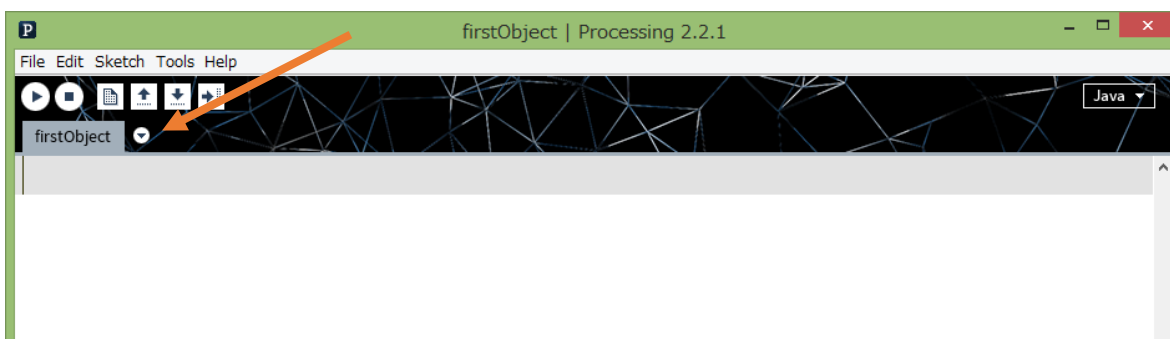 P
firstObject | Processing 2.2.1
File Edit Sketch Tools Help
Java
firstObject